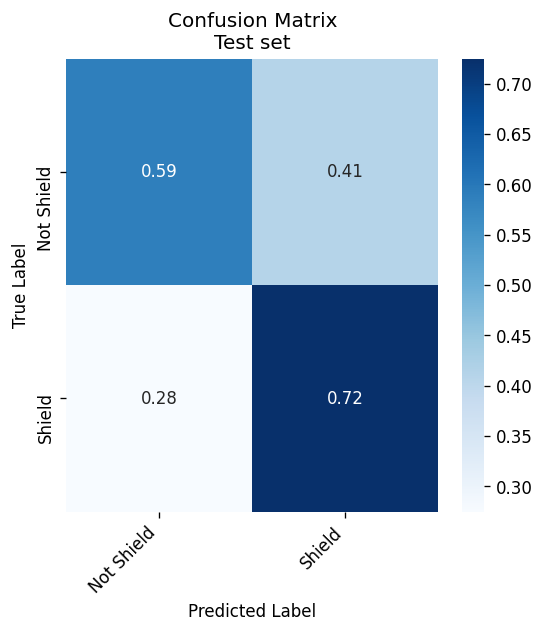 Confusion Matrix
Test set
True Label
Not Shield
Shield
0.59
0.41
0.28
0.72
Not Shield
Shield
Predicted Label
0.70
0.65
0.60
0.55
0.50
0.45
0.40
0.35
0.30